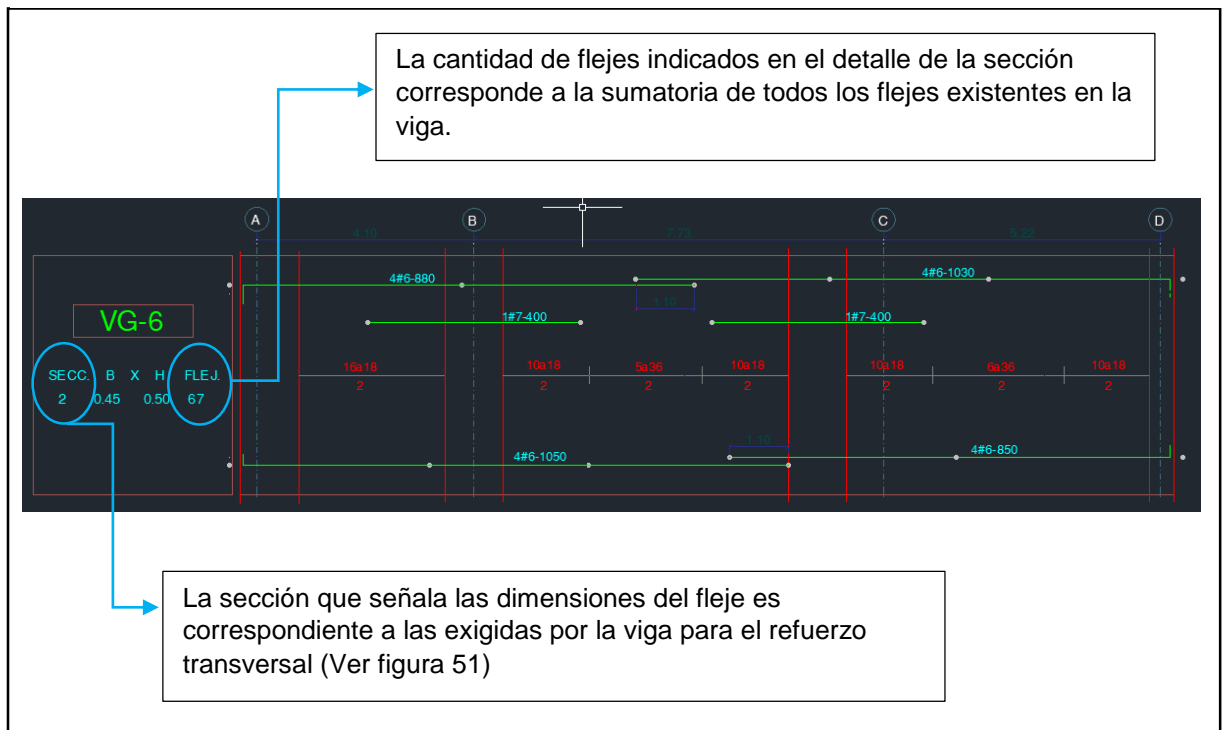 La cantidad de flejes indicados en el detalle de la sección
corresponde a la sumatoria de todos los flejes existentes en la
viga.
A B C D
4.10 7.73 5.22
4#6-880 4#6-1030
1.10
VG-6
1#7-400 1#7-400
SECC. B X H FLEJ.
2 0.45 0.50 67
16a18 10a18 5a36 10a18 10a18 6a36 10a18
2 2 2 2 2 2 2
1.10
4#6-1050 4#6-850
La sección que señala las dimensiones del fleje es
correspondiente a las exigidas por la viga para el refuerzo
transversal (Ver figura 51)